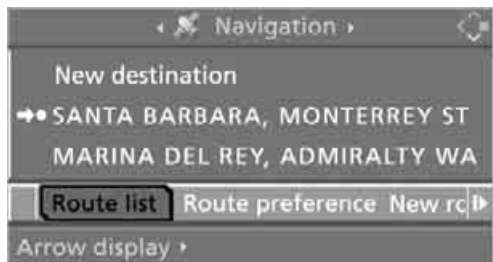 Navigation
New destination
SANTA BARBARA, MONTERREY ST
MARINA DEL REY, ADMIRALTY WA
Route list Route preference New rc
Arrow display